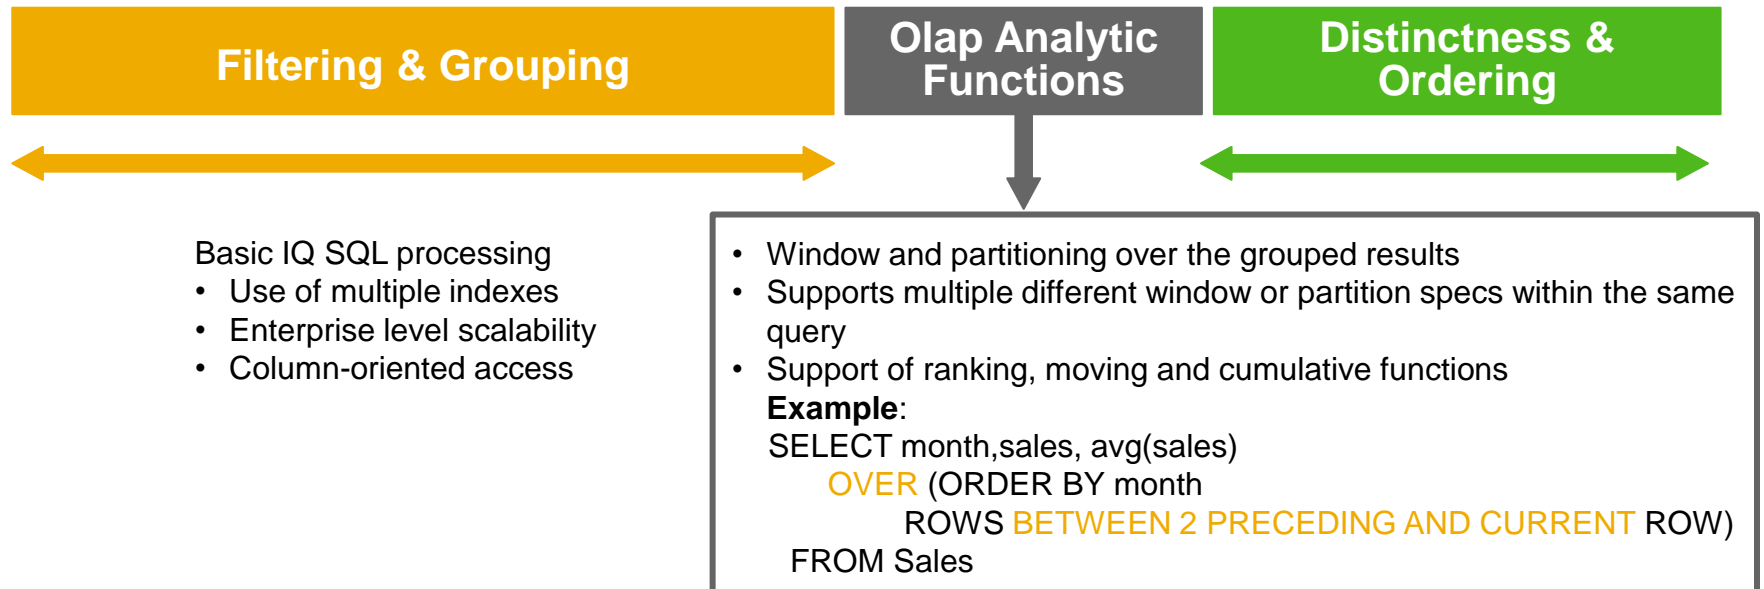 Filtering & Grouping
Olap Analytic
Functions
Distinctness &
Ordering
Basic IQ SQL processing
• Use of multiple indexes
• Enterprise level scalability
• Column-oriented access
• Window and partitioning over the grouped results
• Supports multiple different window or partition specs within the same
query
• Support of ranking, moving and cumulative functions
Example:
SELECT month,sales, avg(sales)
OVER (ORDER BY month
ROWS BETWEEN 2 PRECEDING AND CURRENT ROW)
FROM Sales